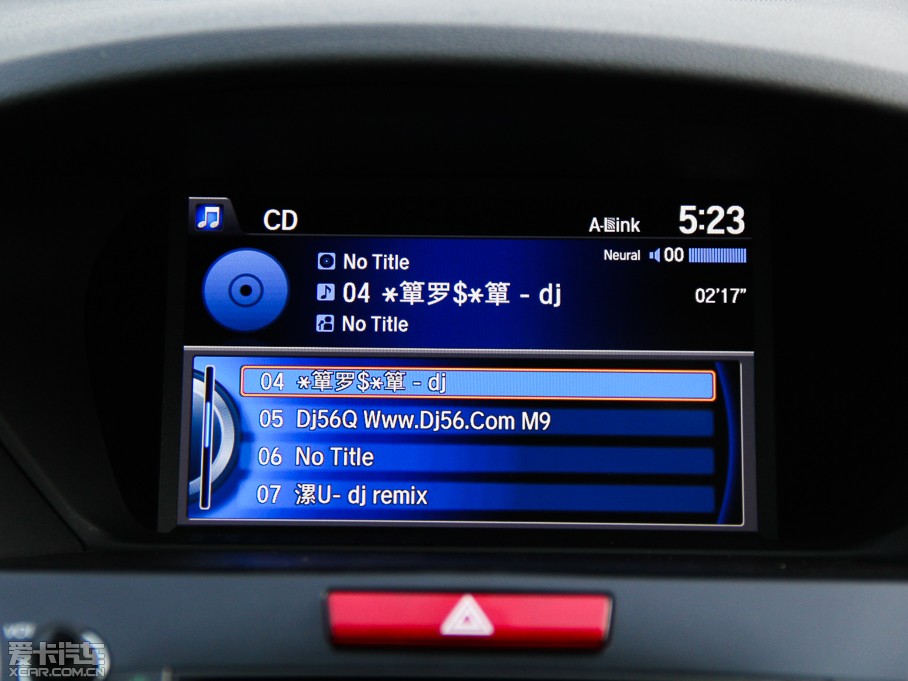 CD
A-Link
5:23
No Title
Neural 00
04 *箪罗$*箪 - dj
02'17"
No Title
04 *箪罗$*箪 - dj
05 Dj56Q Www.Dj56.Com M9
06 No Title
07 漯U- dj remix
爱卡汽车
XCAR.COM.CN